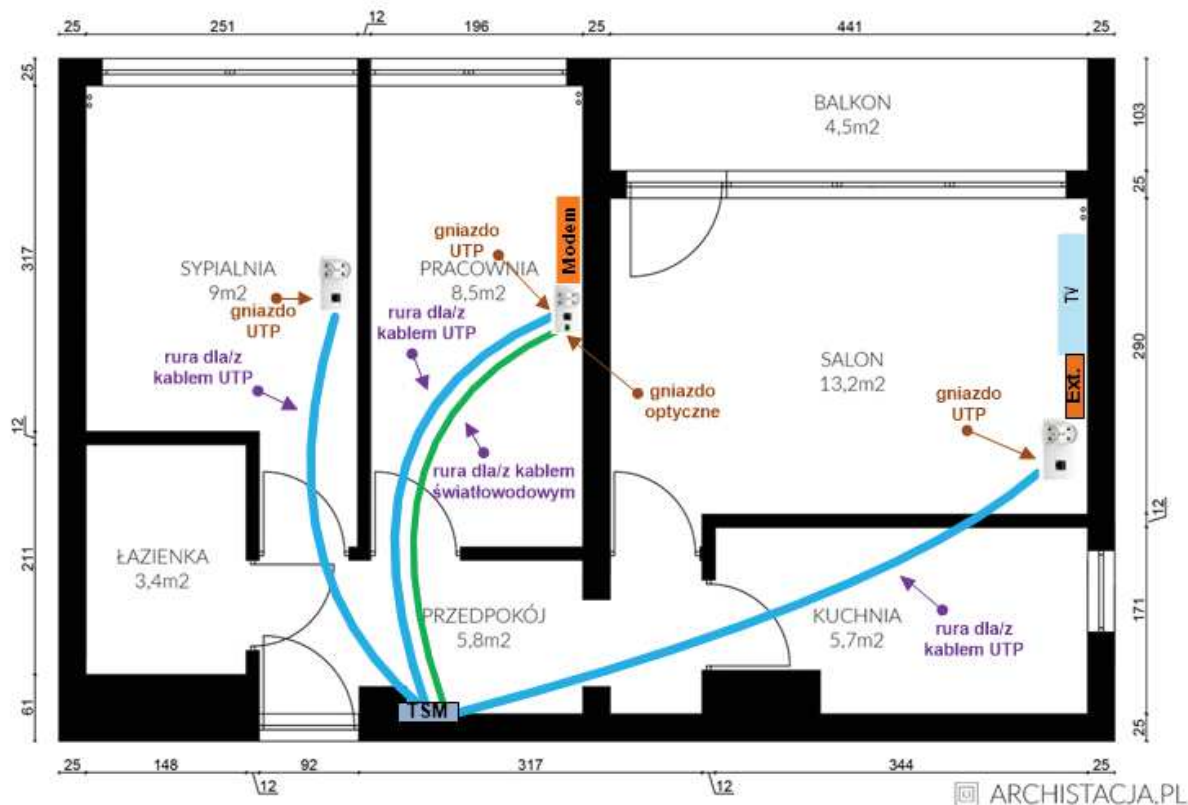 25 251 12 196 25 441 25
25
317
12
211
61
103
25
290
12
171
25
BALKON
4,5m2
SYPIALNIA
9m2
gniazdo
UTP
rura dla/z
kablem UTP
gniazdo
UTP
PRACOWNIA
8,5m2
Modem
rura dla/z
kablem UTP
gniazdo
optyczne
rura dla/z kablem
światłowodowym
SALON
13,2m2
TV
Ext.
gniazdo
UTP
ŁAZIENKA
3,4m2
PRZEDPOKÓJ
5,8m2
KUCHNIA
5,7m2
rura dla/z
kablem UTP
TSM
25 148 12 92 317 12 344 25
ARCHISTACJA.PL